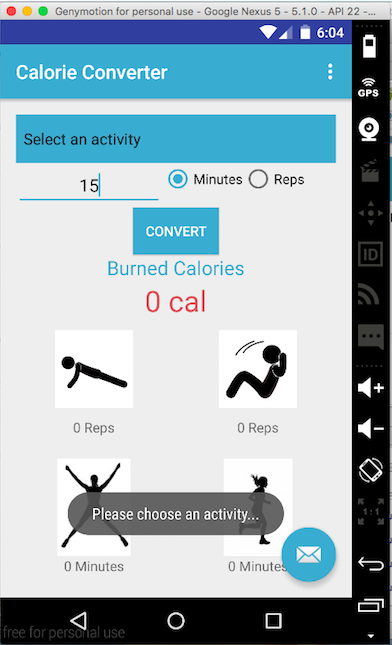 Genymotion for personal use - Google Nexus 5 - 5.1.0 - API 22 -...
6:04
Calorie Converter
GPS
Select an activity
15
Minutes
Reps
CONVERT
ID
Burned Calories
0 cal
0 Reps
0 Reps
1:1
Please choose an activity...
0 Minutes
0 Minutes
free for personal use